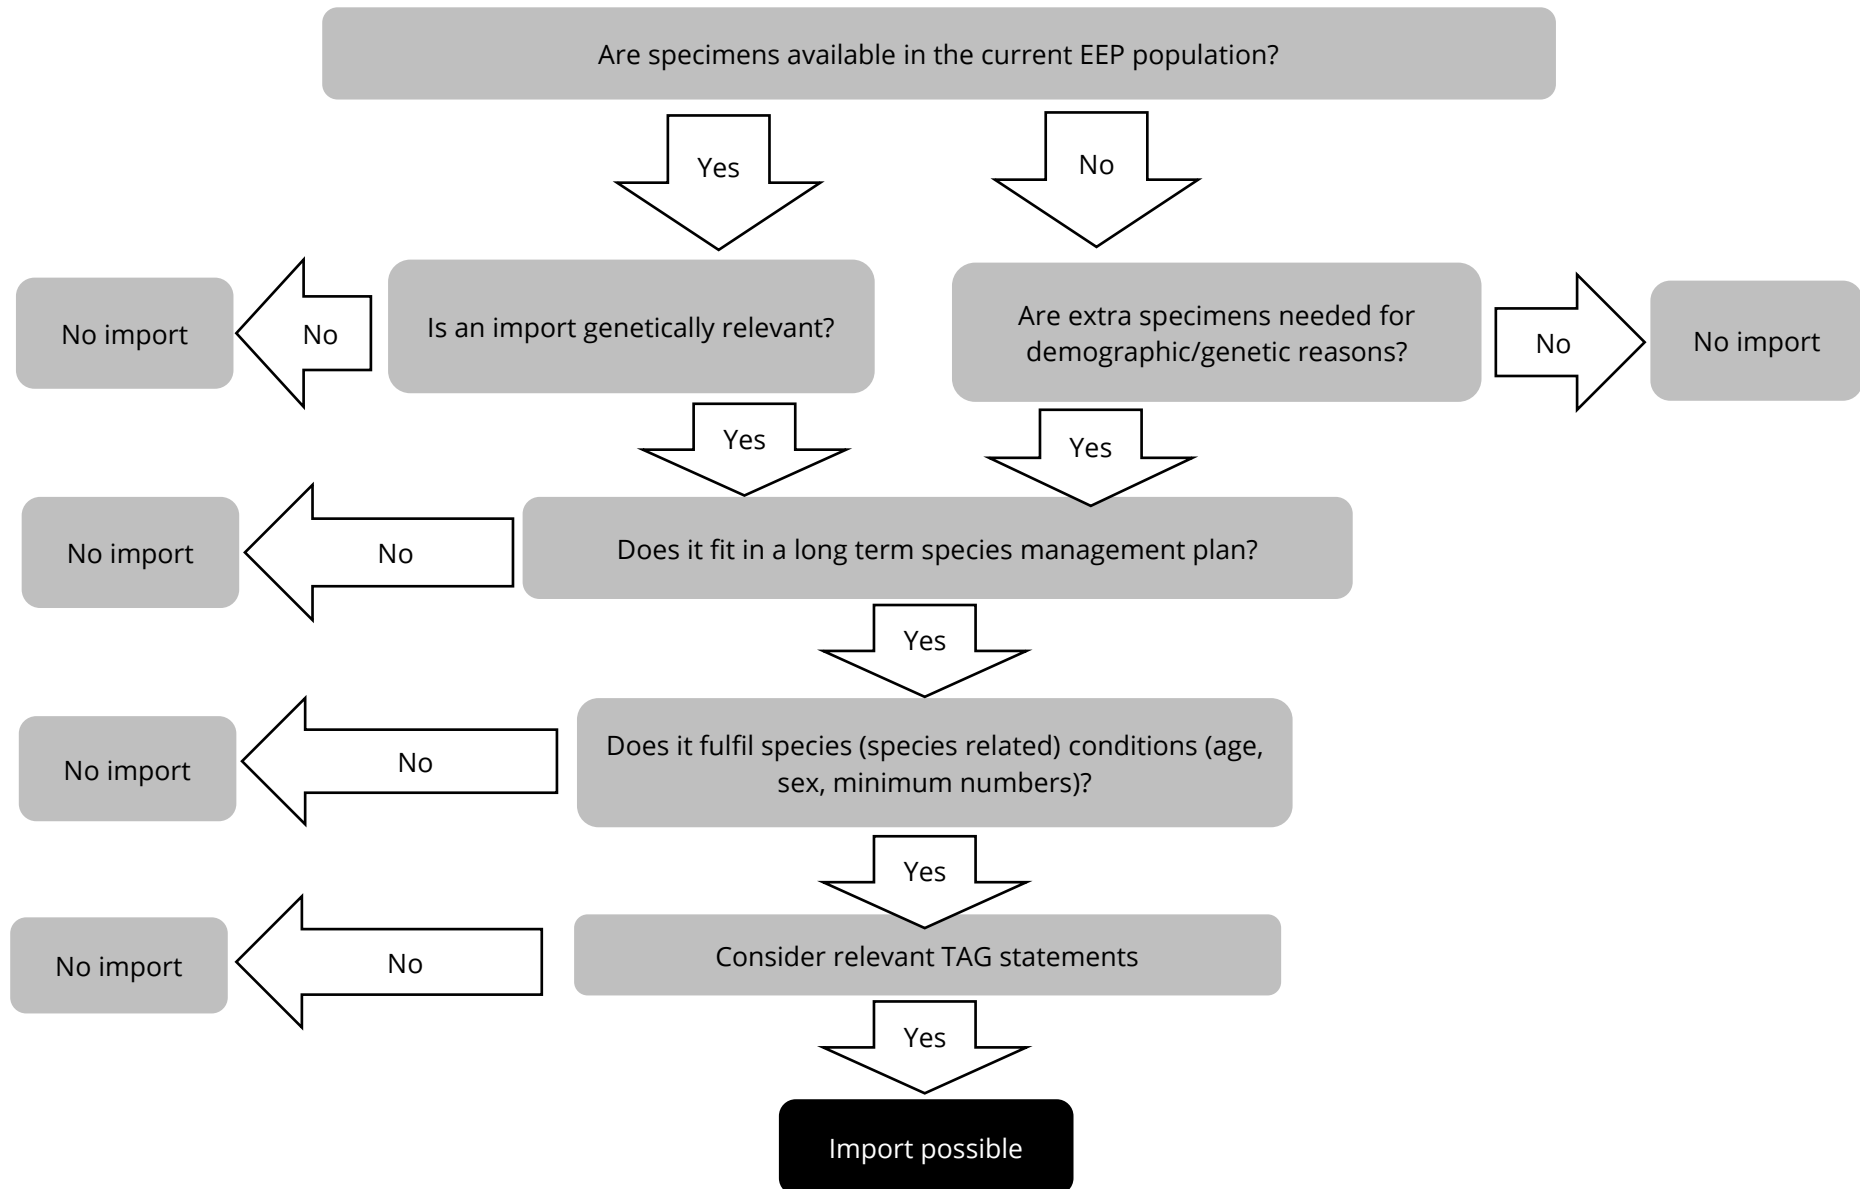 Are specimens available in the current EEP population?
Yes
No
No import
No
Is an import genetically relevant?
Are extra specimens needed for
demographic/genetic reasons?
No
No import
Yes
Yes
No import
No
Does it fit in a long term species management plan?
Yes
No import
No
Does it fulfil species (species related) conditions (age,
sex, minimum numbers)?
Yes
No import
No
Consider relevant TAG statements
Yes
Import possible